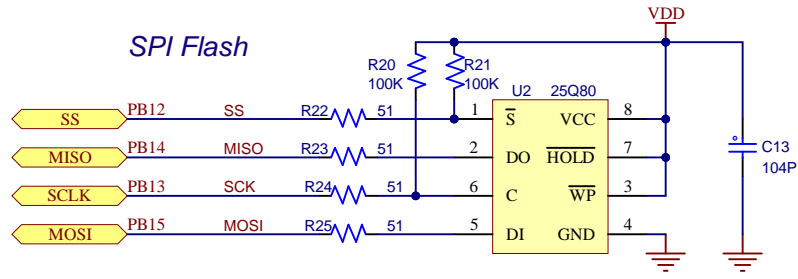 VDD
SPI Flash
R20
100K
R21
100K
U2 25Q80
SS PB12 SS R22 51 1 S VCC 8
MISO PB14 MISO R23 51 2 DO HOLD 7
SCLK PB13 SCK R24 51 6 C WP 3
MOSI PB15 MOSI R25 51 5 DI GND 4
C13
104P